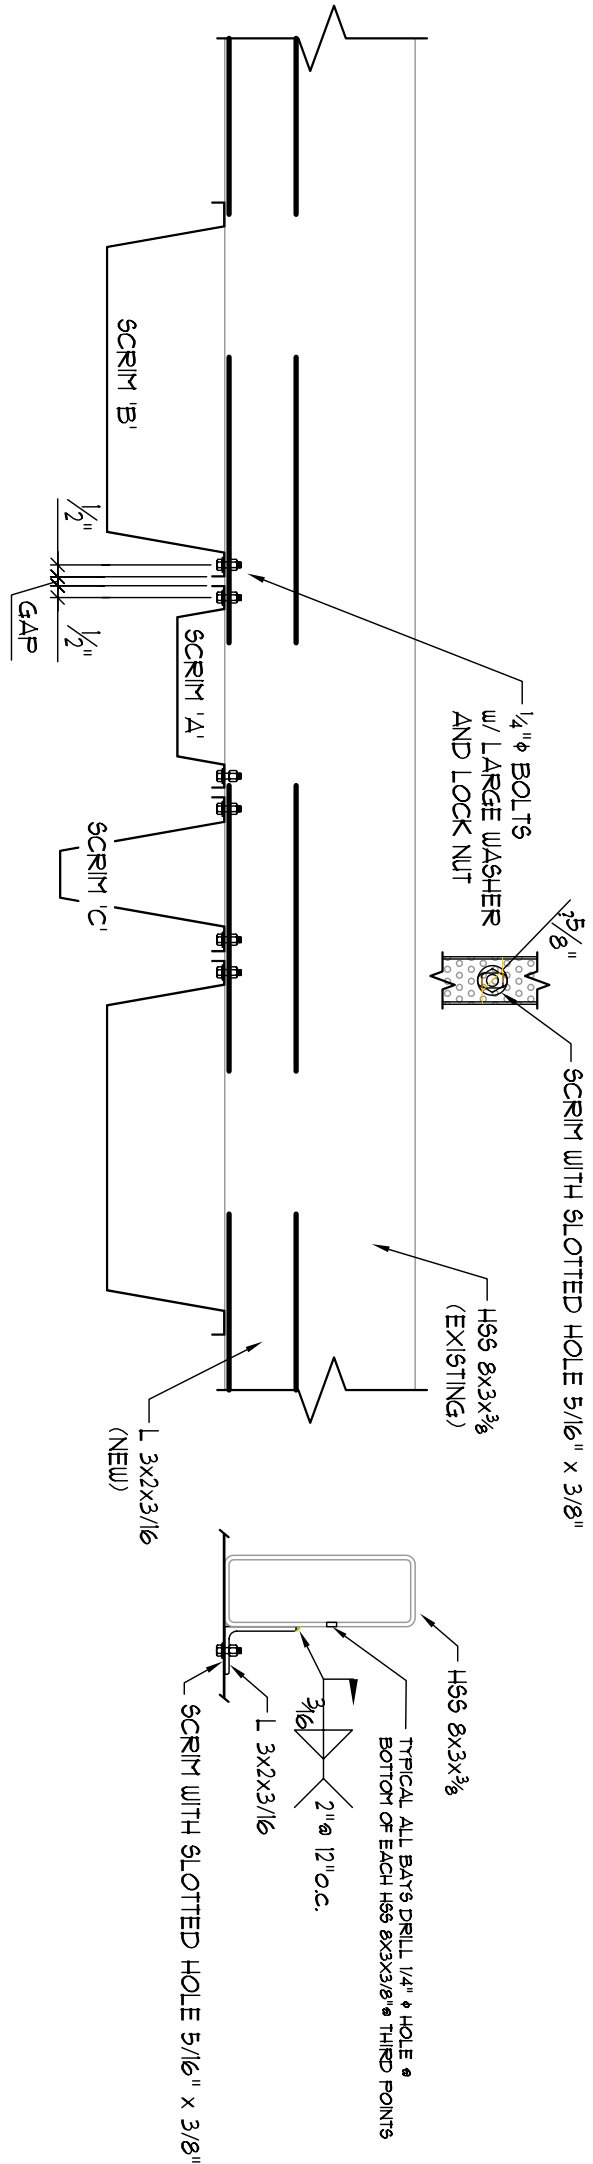 SCRIM WITH SLOTTED HOLE 5/16" x 3/8"
5/8"
1/4"φ BOLTS
W/ LARGE WASHER
AND LOCK NUT
HSS 8x3x3/8
(EXISTING)
SCRIM 'B'
SCRIM 'A'
SCRIM 'C'
1/2"
1/2"
GAP
L 3x2x3/16
(NEW)
HSS 8x3x3/8
TYPICAL ALL BAYS DRILL 1/4" φ HOLE @
BOTTOM OF EACH HSS 8X3X3/8"@ THIRD POINTS
3/16
2"@ 12"O.C.
L 3x2x3/16
SCRIM WITH SLOTTED HOLE 5/16" x 3/8"